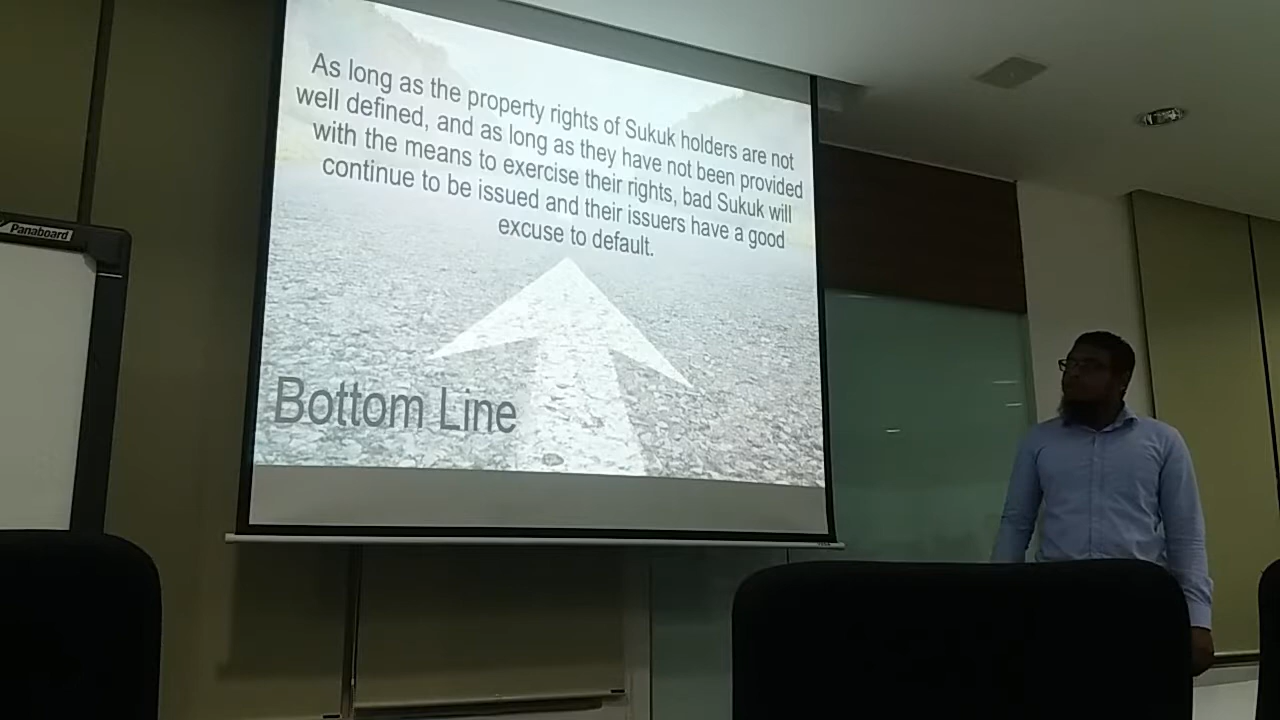 As long as the property rights of Sukuk holders are not
well defined, and as long as they have not been provided
with the means to exercise their rights, bad Sukuk will
continue to be issued and their issuers have a good
excuse to default.
Bottom Line
Panaboard